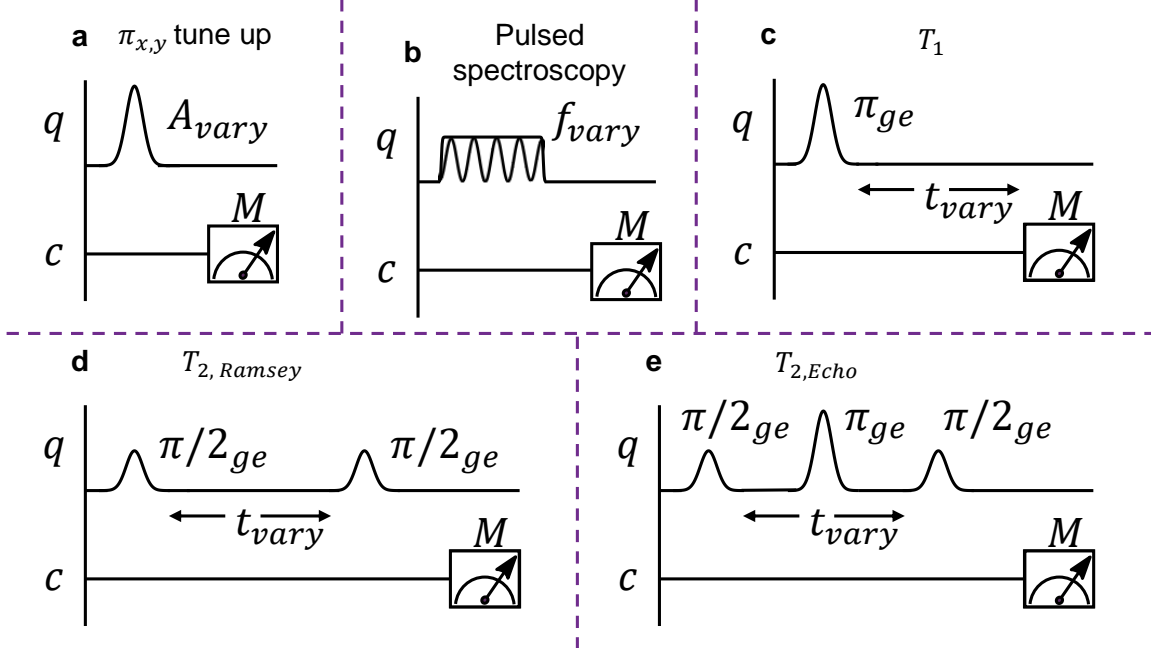 a π_{x,y} tune up
q
A_{vary}
M
c
b Pulsed
spectroscopy
q
f_{vary}
M
c
c T_1
q
π_{ge}
t_{vary}
M
c
d T_{2, Ramsey}
q
π/2_{ge} π/2_{ge}
t_{vary}
M
c
e T_{2,Echo}
q
π/2_{ge} π_{ge} π/2_{ge}
t_{vary}
M
c